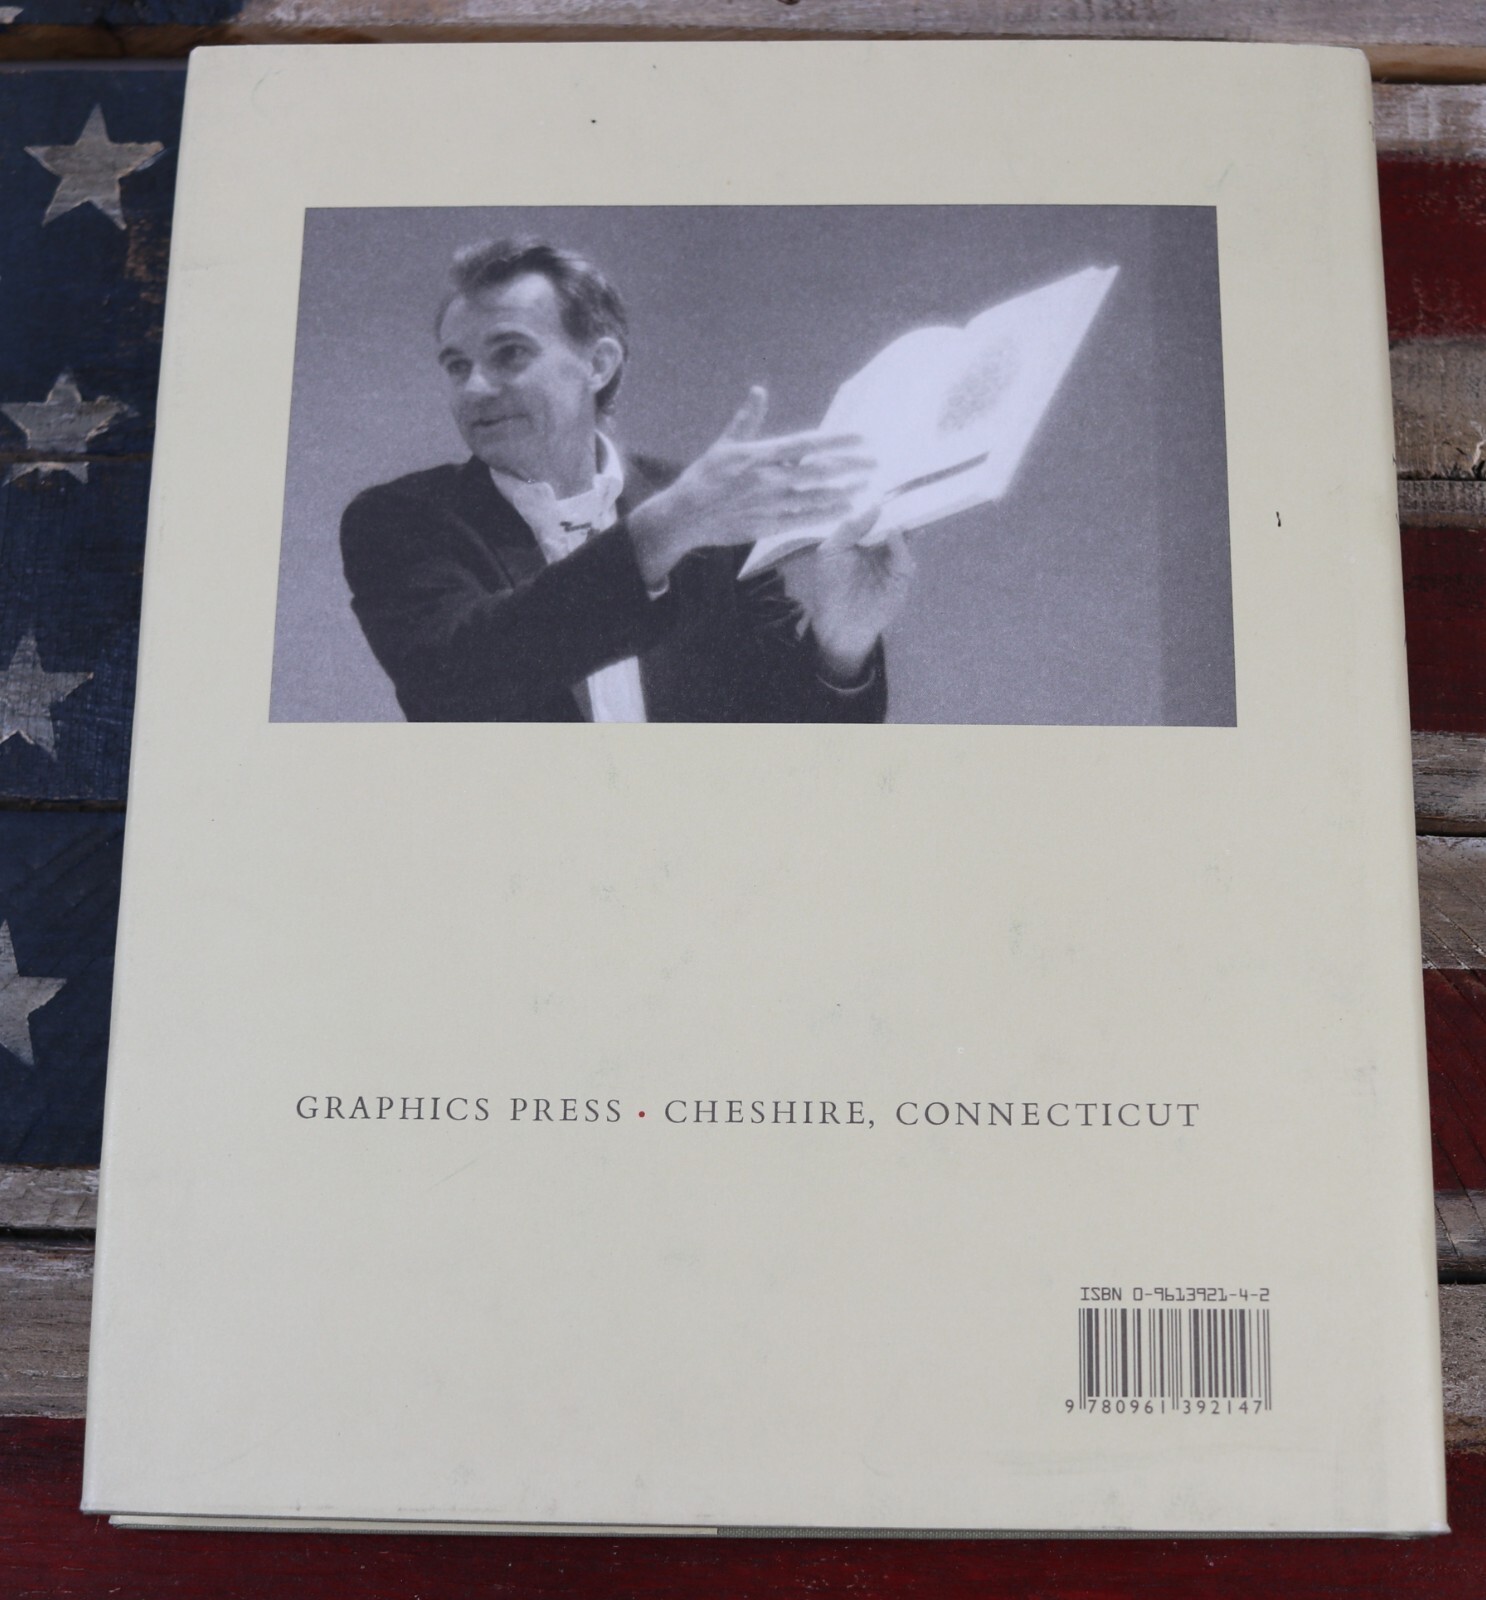 GRAPHICS PRESS • CHESHIRE, CONNECTICUT
ISBN 0-9613921-4-2
9 780961 392147